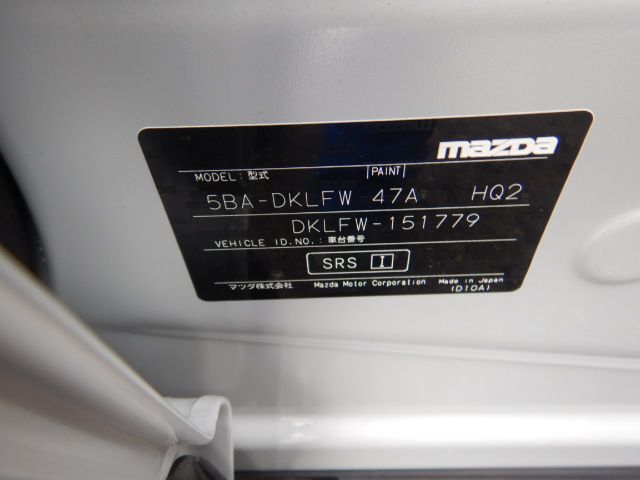 mazda
MODEL: 型式 PAINT
5BA-DKLFW 47A HQ2
DKLFW-151779
VEHICLE ID.NO.: 車台番号
SRS I
マツダ株式会社 Mazda Motor Corporation Made in Japan
(D10A)